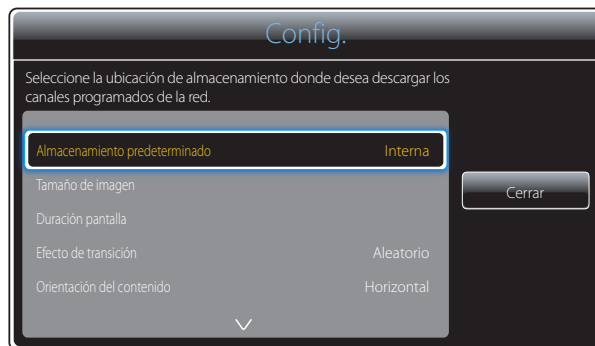 Config.
Seleccione la ubicación de almacenamiento donde desea descargar los
canales programados de la red.
Almacenamiento predeterminado Interna
Tamaño de imagen
Duración pantalla
Efecto de transición Aleatorio
Orientación del contenido Horizontal
Cerrar